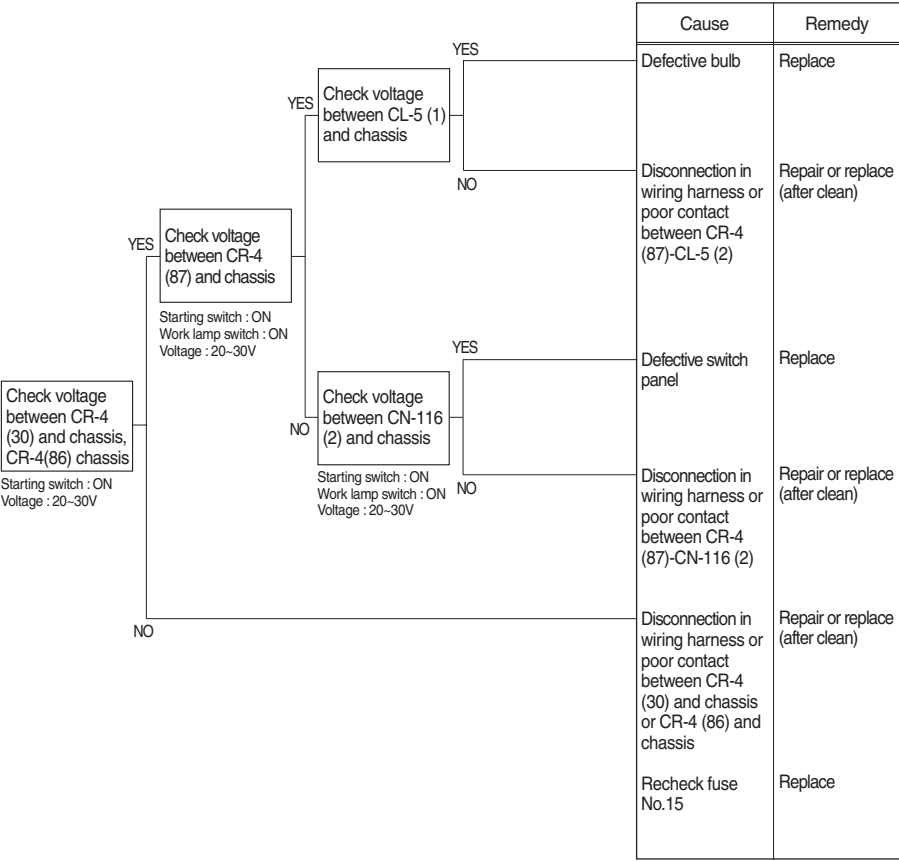 Cause
Remedy
YES
Defective bulb
Replace
Check voltage
between CL-5 (1)
and chassis
YES
NO
Disconnection in
wiring harness or
poor contact
between CR-4
(87)-CL-5 (2)
Repair or replace
(after clean)
YES
Check voltage
between CR-4
(87) and chassis
Starting switch : ON
Work lamp switch : ON
Voltage : 20~30V
YES
Defective switch
panel
Replace
Check voltage
between CN-116
(2) and chassis
NO
Starting switch : ON
Work lamp switch : ON
Voltage : 20~30V
NO
Disconnection in
wiring harness or
poor contact
between CR-4
(87)-CN-116 (2)
Repair or replace
(after clean)
Check voltage
between CR-4
(30) and chassis,
CR-4(86) chassis
Starting switch : ON
Voltage : 20~30V
NO
Disconnection in
wiring harness or
poor contact
between CR-4
(30) and chassis
or CR-4 (86) and
chassis
Repair or replace
(after clean)
Recheck fuse
No.15
Replace